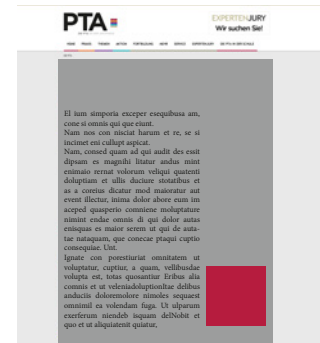 PTA
EXPERTENJURY
Wir suchen Sie!
El ium simporia exceper esequibusa am,
cone si omnis qui que eiunt.
Nam nos con nisciat harum et re, se si
incimet eni cullupt aspicat.
Nam, consed quam ad qui audit des essit
dipsam es magnihi litatur andus mint
enimaio rernat volorum veliqui quatenti
doluptiam et ullis duciure stotatibus et
as a coreius dicatur mod maioratur aut
event illectur, inima dolor abore eum im
aceped quasperio comniene moluptature
nimint endae omnis di qui dolor autas
enisquas es maior serem ut qui de auta-
tae nataquam, que conecae ptaqui cuptio
consequiae. Unt.
Ignate con porestiuriat omnitatem ut
voluptatur, cuptiur, a quam, vellibusdae
volupta est, totas quosantiur Eribus alia
comnis et ut veleniadoluptionItae delibus
anduciis doloremolore nimoles sequaest
omnimil ea volendam fuga. Ut ulparum
exerferum niendeb isquam delNobit et
quo et ut aliquiatenit quiatur,